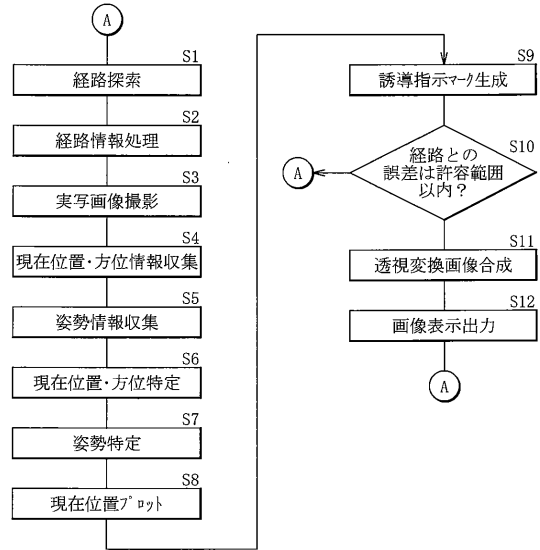 A
S1
経路探索
S2
経路情報処理
S3
実写画像撮影
S4
現在位置・方位情報収集
S5
姿勢情報収集
S6
現在位置・方位特定
S7
姿勢特定
S8
現在位置プロット
S9
誘導指示マーク生成
S10
経路との
誤差は許容範囲
以内?
A
S11
透視変換画像合成
S12
画像表示出力
A